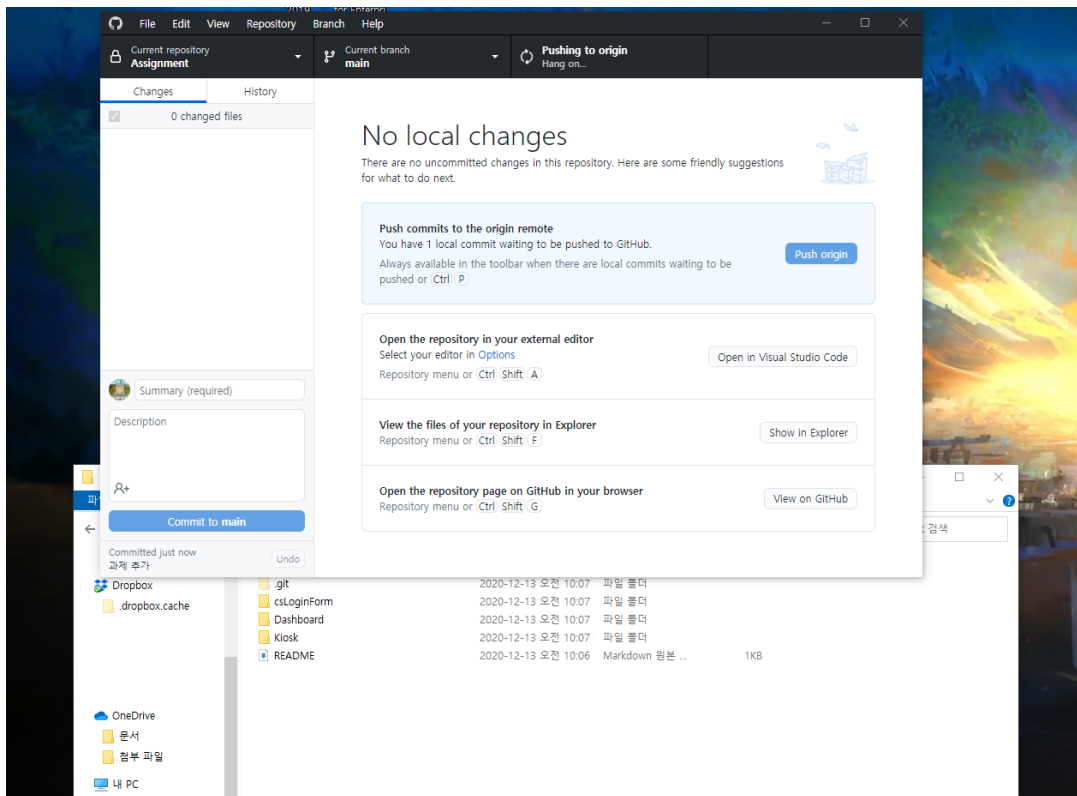 2019 for Enterpri
File Edit View Repository Branch Help
Current repository
Assignment
Current branch
main
Pushing to origin
Hang on...
Changes History
0 changed files
No local changes
There are no uncommitted changes in this repository. Here are some friendly suggestions
for what to do next.
Push commits to the origin remote
You have 1 local commit waiting to be pushed to GitHub.
Always available in the toolbar when there are local commits waiting to be
pushed or Ctrl P
Push origin
Open the repository in your external editor
Select your editor in Options
Repository menu or Ctrl Shift A
Open in Visual Studio Code
View the files of your repository in Explorer
Repository menu or Ctrl Shift F
Show in Explorer
Open the repository page on GitHub in your browser
Repository menu or Ctrl Shift G
View on GitHub
Summary (required)
Description
Commit to main
Committed just now
과제 추가
Undo
검색
Dropbox
.dropbox.cache
OneDrive
문서
첨부 파일
내 PC
.git 2020-12-13 오전 10:07 파일 폴더
csLoginForm 2020-12-13 오전 10:07 파일 폴더
Dashboard 2020-12-13 오전 10:07 파일 폴더
Kiosk 2020-12-13 오전 10:07 파일 폴더
README 2020-12-13 오전 10:06 Markdown 원본 ... 1KB